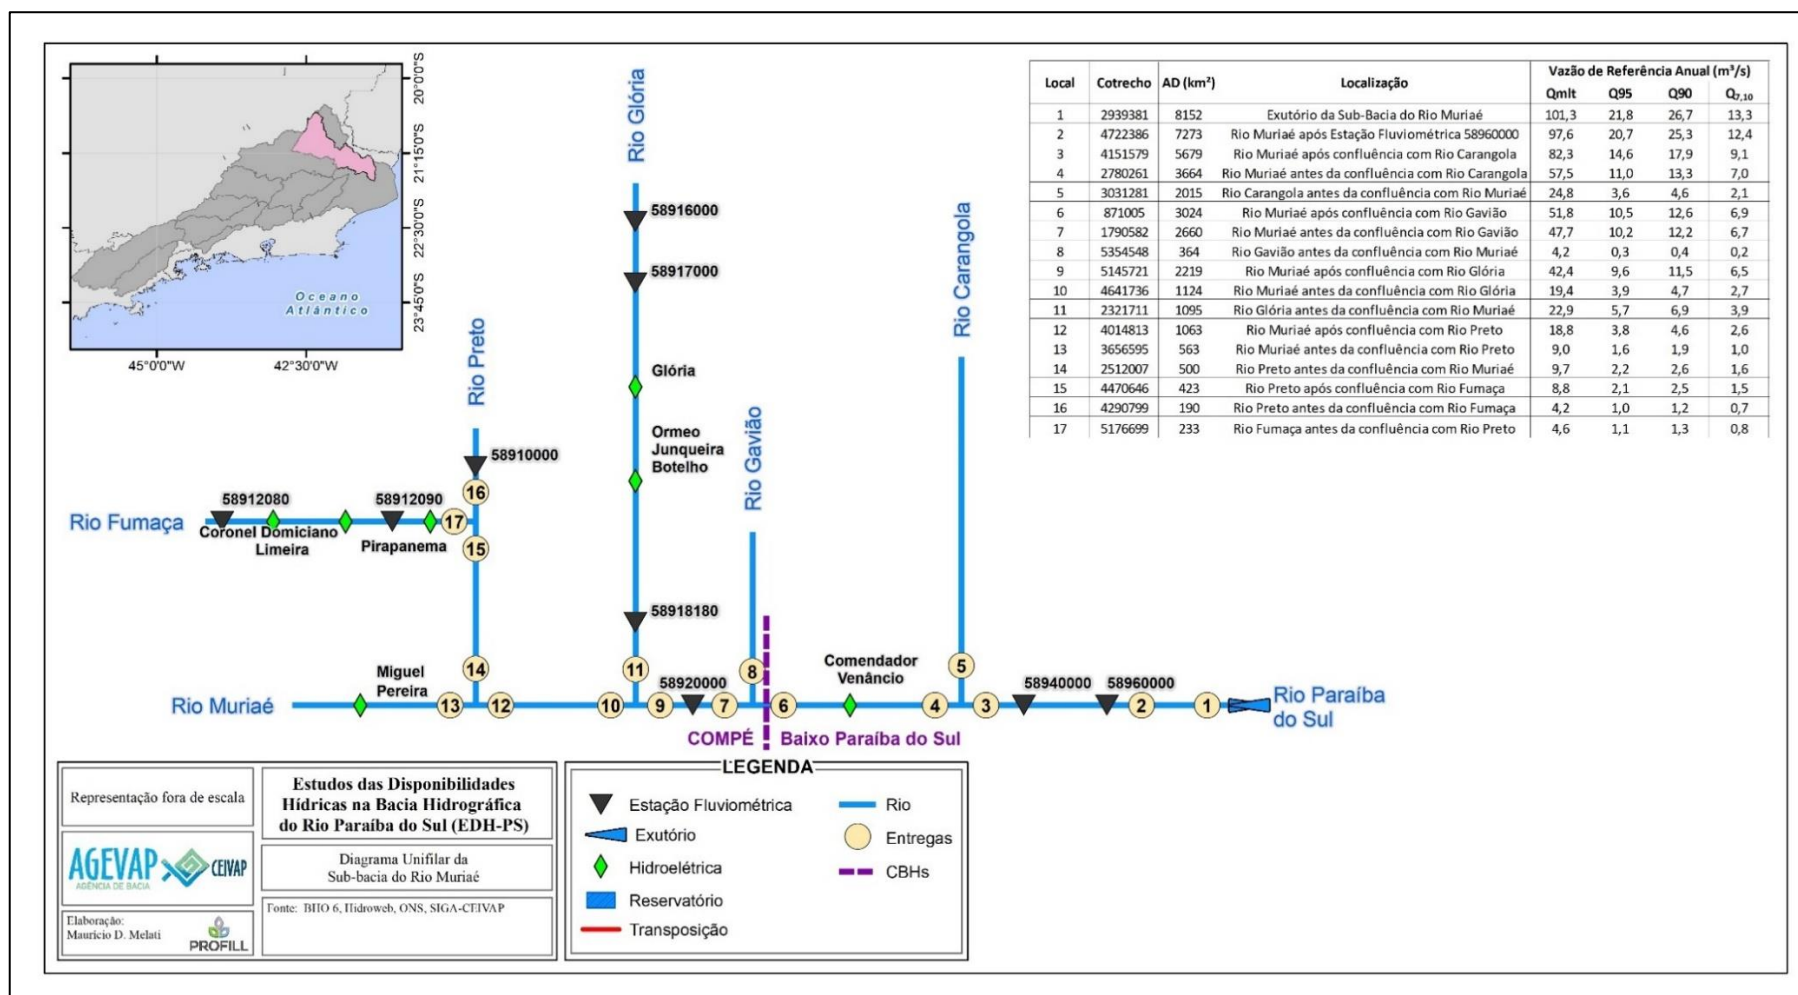 20°0'0"S
21°15'0"S
22°30'0"S
23°45'0"S
Oceano
Atlântico
45°0'0"W
42°30'0"W
Local Cotrecho AD (km²) Localização Vazão de Referência Anual (m³/s)
Qmlt Q95 Q90 Q7,10
1 2939381 8152 Exutório da Sub-Bacia do Rio Muriaé 101,3 21,8 26,7 13,3
2 4722386 7273 Rio Muriaé após Estação Fluviométrica 58960000 97,6 20,7 25,3 12,4
3 4151579 5679 Rio Muriaé após confluência com Rio Carangola 82,3 14,6 17,9 9,1
4 2780261 3664 Rio Muriaé antes da confluência com Rio Carangola 57,5 11,0 13,3 7,0
5 3031281 2015 Rio Carangola antes da confluência com Rio Muriaé 24,8 3,6 4,6 2,1
6 871005 3024 Rio Muriaé após confluência com Rio Gavião 51,8 10,5 12,6 6,9
7 1790582 2660 Rio Muriaé antes da confluência com Rio Gavião 47,7 10,2 12,2 6,7
8 5354548 364 Rio Gavião antes da confluência com Rio Muriaé 4,2 0,3 0,4 0,2
9 5145721 2219 Rio Muriaé após confluência com Rio Glória 42,4 9,6 11,5 6,5
10 4641736 1124 Rio Muriaé antes da confluência com Rio Glória 19,4 3,9 4,7 2,7
11 2321711 1095 Rio Glória antes da confluência com Rio Muriaé 22,9 5,7 6,9 3,9
12 4014813 1063 Rio Muriaé após confluência com Rio Preto 18,8 3,8 4,6 2,6
13 3656595 563 Rio Muriaé antes da confluência com Rio Preto 9,0 1,6 1,9 1,0
14 2512007 500 Rio Preto antes da confluência com Rio Muriaé 9,7 2,2 2,6 1,6
15 4470646 423 Rio Preto após confluência com Rio Fumaça 8,8 2,1 2,5 1,5
16 4290799 190 Rio Preto antes da confluência com Rio Fumaça 4,2 1,0 1,2 0,7
17 5176699 233 Rio Fumaça antes da confluência com Rio Preto 4,6 1,1 1,3 0,8
Rio Glória
58916000
58917000
Glória
Ormeo
Junqueira
Botelho
58918180
11
Rio Carangola
5
Rio Preto
58910000
16
Rio Gavião
8
Rio Fumaça
58912080
Coronel Domiciano
Limeira
58912090
Pirapanema
17
15
14
Rio Muriaé
Miguel
Pereira
13
12
10
9
58920000
7
6
Comendador
Venâncio
4
3
58940000
58960000
2
1
Rio Paraíba
do Sul
COMPÉ
Baixo Paraíba do Sul
Representação fora de escala
AGEVAP
AGÊNCIA DE BACIA
CEIVAP
Elaboração:
Mauricio D. Melati
PROFILL
Estudos das Disponibilidades
Hídricas na Bacia Hidrográfica
do Rio Paraíba do Sul (EDH-PS)
Diagrama Unifilar da
Sub-bacia do Rio Muriaé
Fonte: BHO 6, Hidroweb, ONS, SIGA-CEIVAP
LEGENDA
Estação Fluviométrica
Exutório
Hidroelétrica
Reservatório
Transposição
Rio
Entregas
CBHs